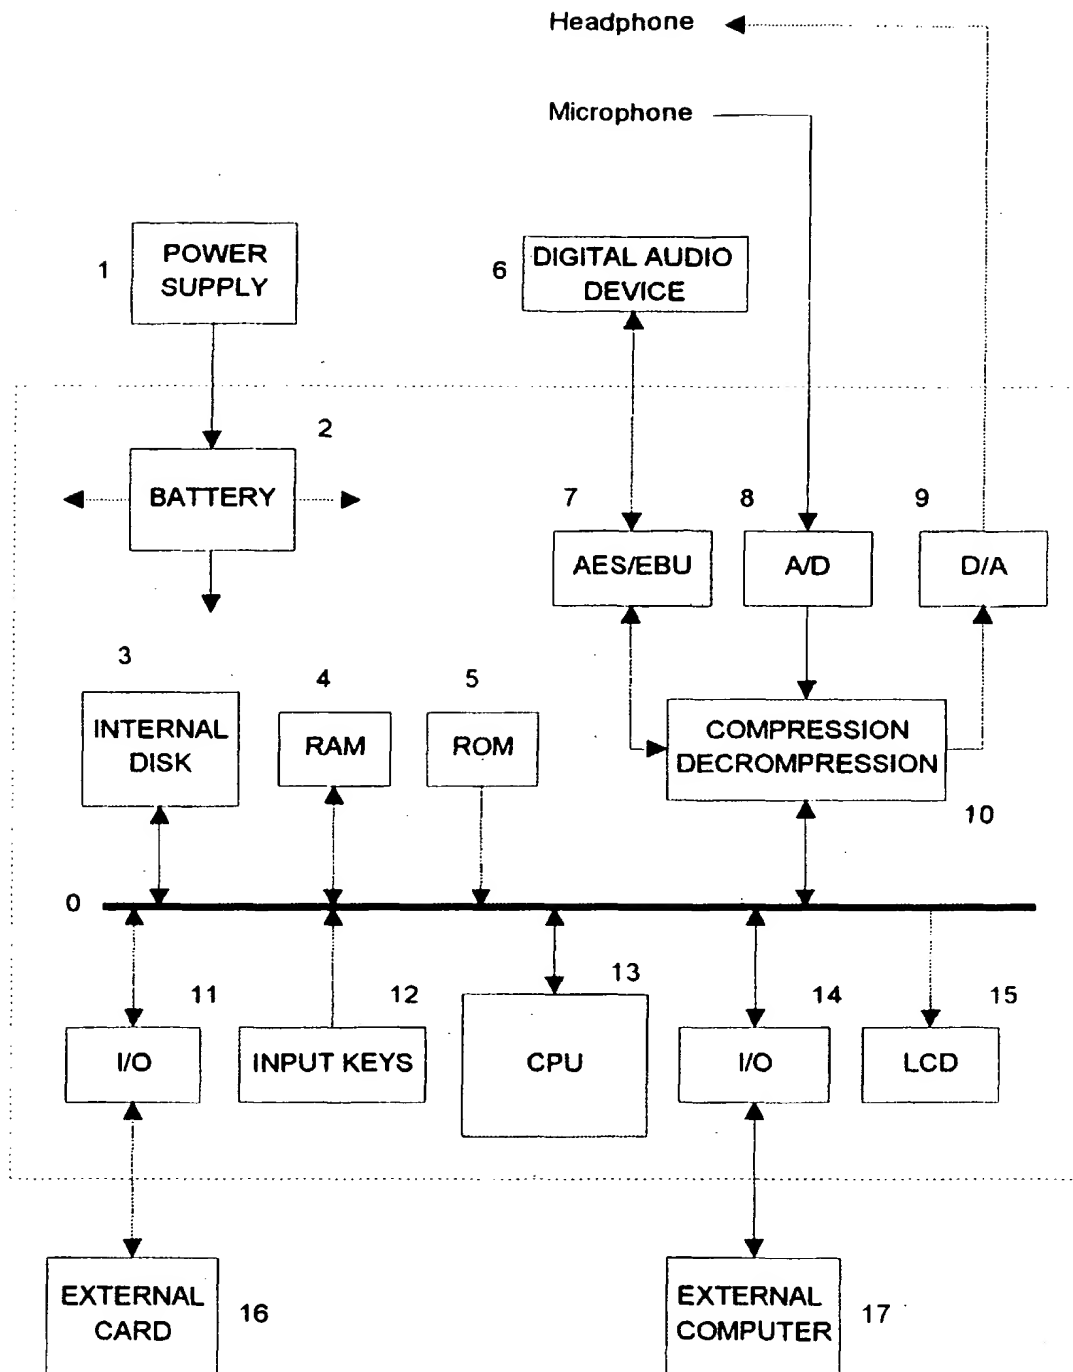 Headphone
Microphone
1
POWER
SUPPLY
6
DIGITAL AUDIO
DEVICE
2
BATTERY
7
8
9
AES/EBU
A/D
D/A
3
4
5
INTERNAL
DISK
RAM
ROM
COMPRESSION
DECROMPRESSION
10
0
11
12
13
14
15
I/O
INPUT KEYS
CPU
I/O
LCD
EXTERNAL
CARD
16
EXTERNAL
COMPUTER
17